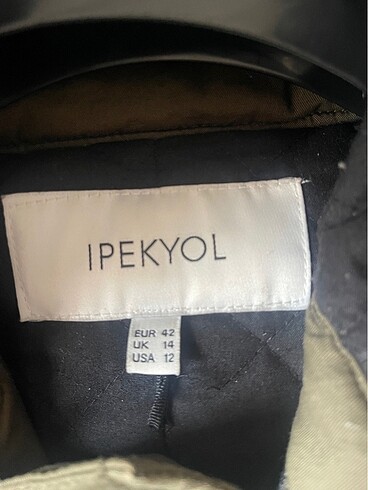 IPEKYOL
EUR 42
UK 14
USA 12